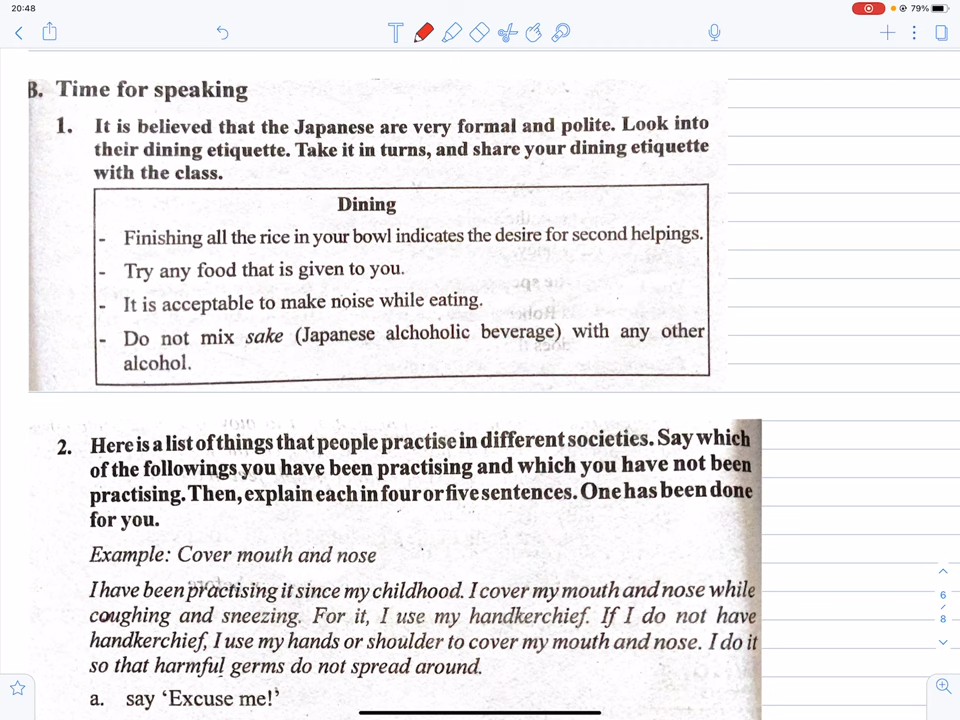 20:48
79%
B. Time for speaking
1. It is believed that the Japanese are very formal and polite. Look into
their dining etiquette. Take it in turns, and share your dining etiquette
with the class.
Dining
- Finishing all the rice in your bowl indicates the desire for second helpings.
- Try any food that is given to you.
- It is acceptable to make noise while eating.
- Do not mix sake (Japanese alchoholic beverage) with any other
alcohol.
2. Here is a list of things that people practise in different societies. Say which
of the followings you have been practising and which you have not been
practising. Then, explain each in four or five sentences. One has been done
for you.
Example: Cover mouth and nose
I have been practising it since my childhood. I cover my mouth and nose while
coughing and sneezing. For it, I use my handkerchief. If I do not have
handkerchief, I use my hands or shoulder to cover my mouth and nose. I do it
so that harmful germs do not spread around.
a. say ‘Excuse me!’
6
/
8